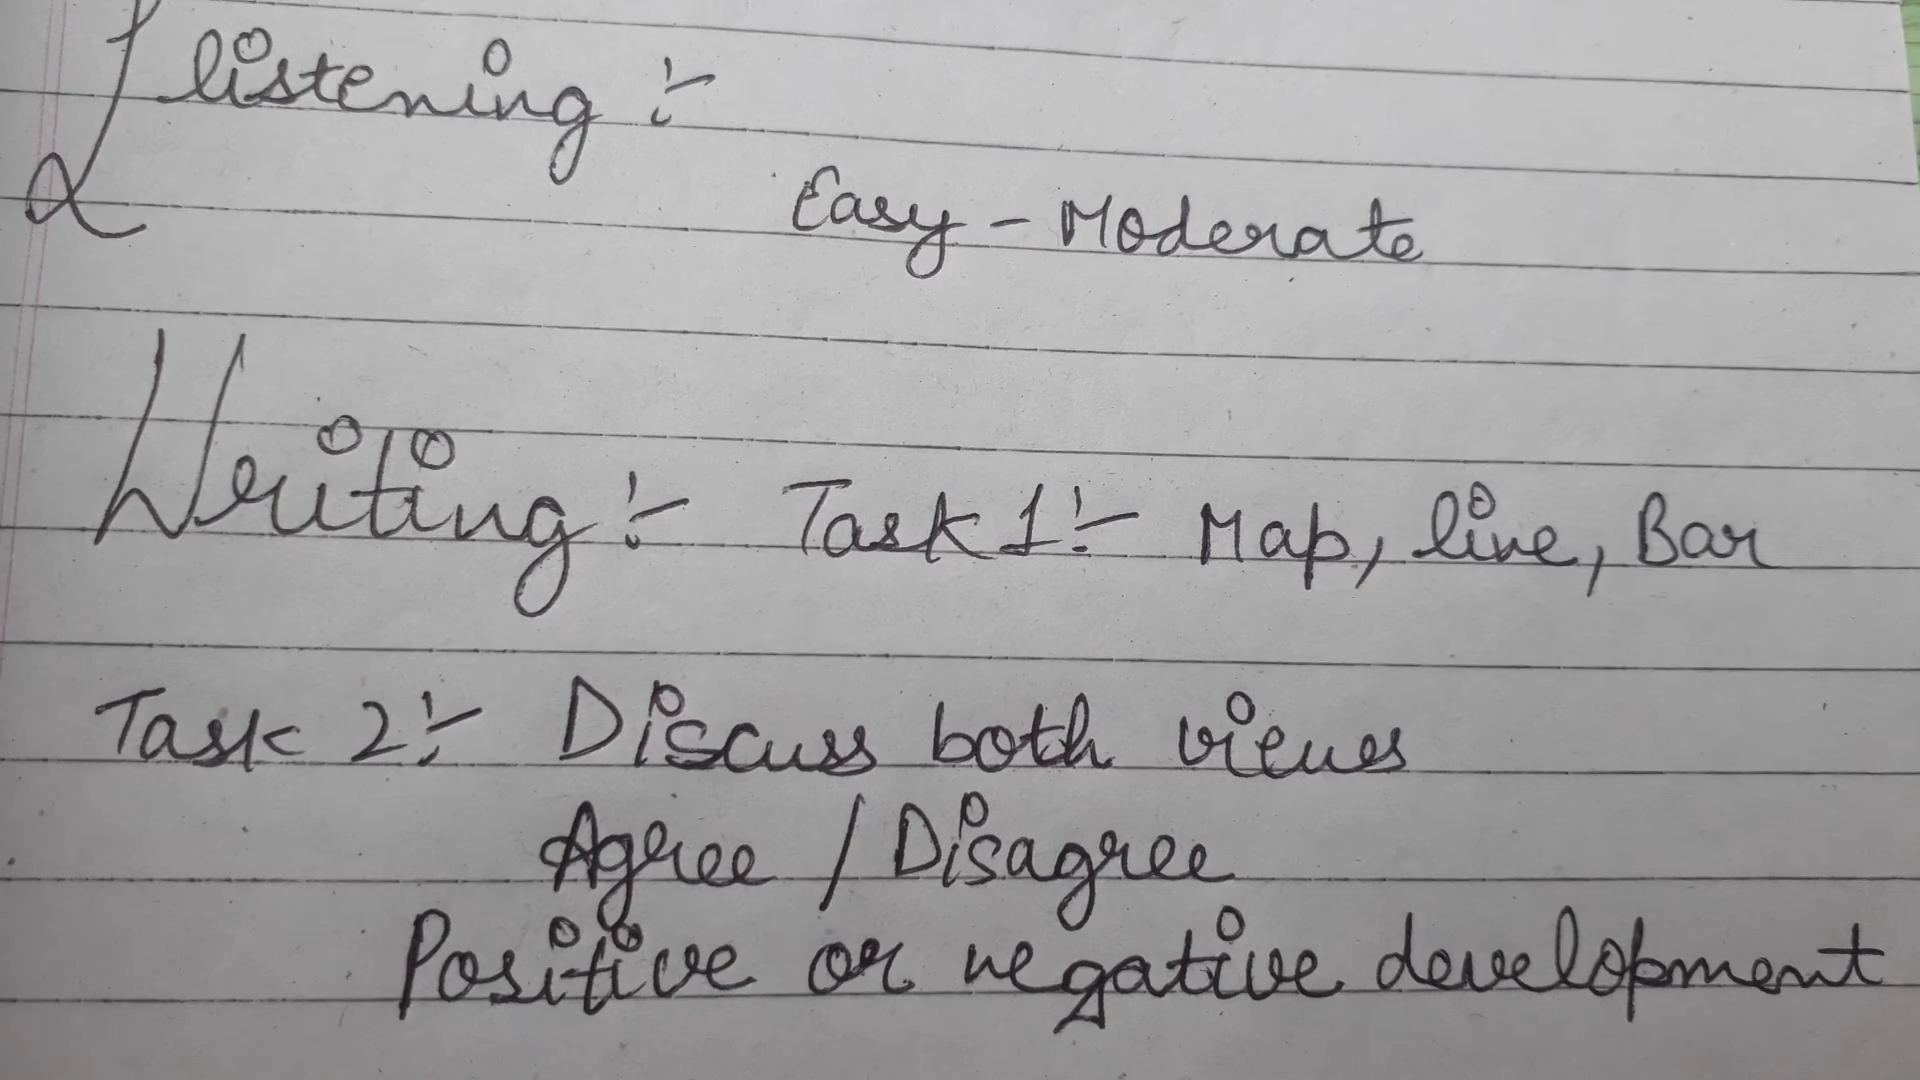 Listening :-
Easy - Moderate
Writing :- Task 1 :- Map, line, Bar
Task 2 :- Discuss both views
Agree / Disagree
Positive or negative development